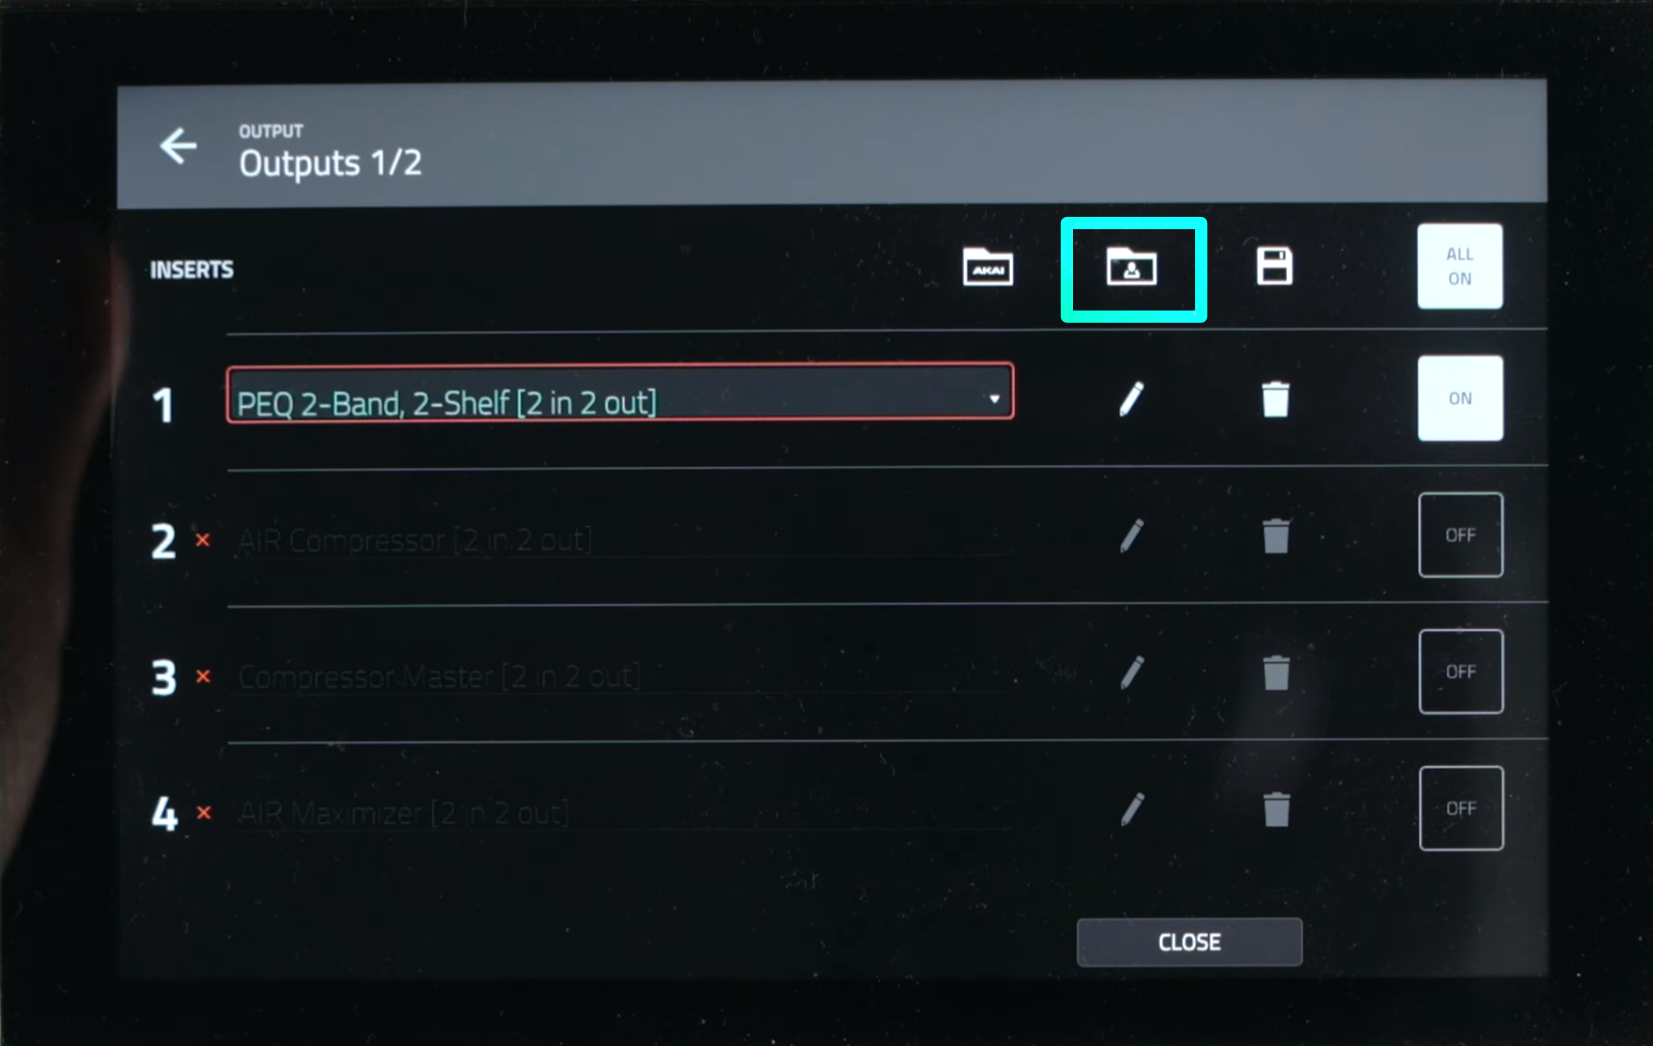 OUTPUT
Outputs 1/2
INSERTS
AKAI
ALL
ON
1
PEQ 2-Band, 2-Shelf [2 in 2 out]
ON
2 × AIR Compressor [2 in 2 out]
OFF
3 × Compressor Master [2 in 2 out]
OFF
4 × AIR Maximizer [2 in 2 out]
OFF
CLOSE